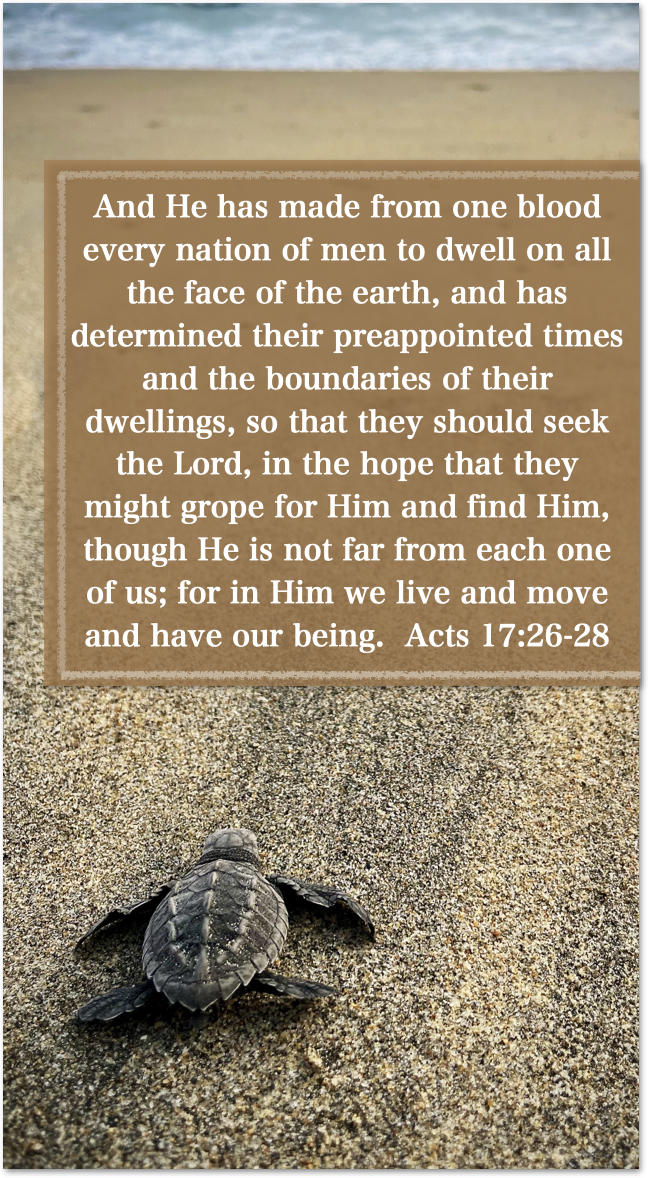 And He has made from one blood
every nation of men to dwell on all
the face of the earth, and has
determined their preappointed times
and the boundaries of their
dwellings, so that they should seek
the Lord, in the hope that they
might grope for Him and find Him,
though He is not far from each one
of us; for in Him we live and move
and have our being.  Acts 17:26-28